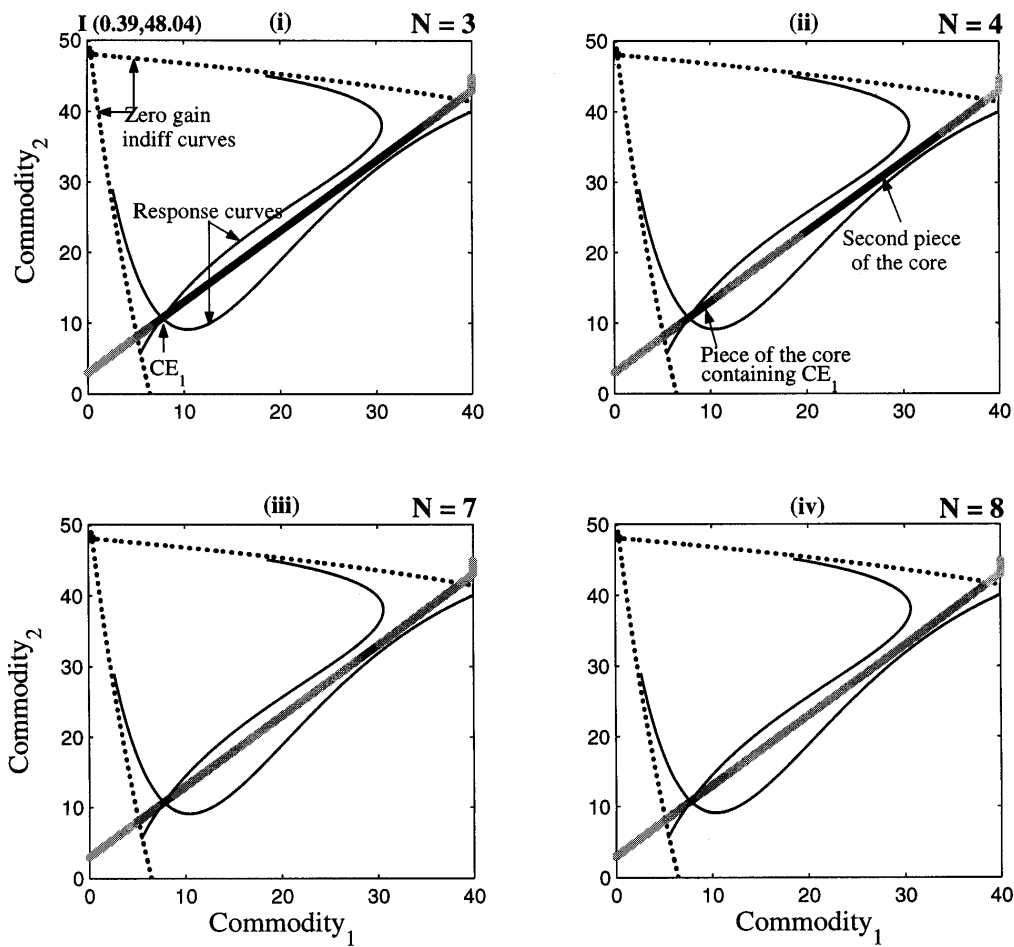 I (0.39,48.04) (i) N = 3
50
40
30
20
10
0
0 10 20 30 40
Commodity2
Zero gain
indiff curves
Response curves
CE1
(ii) N = 4
50
40
30
20
10
0
0 10 20 30 40
Second piece
of the core
Piece of the core
containing CE1
(iii) N = 7
50
40
30
20
10
0
0 10 20 30 40
Commodity2
Commodity1
(iv) N = 8
50
40
30
20
10
0
0 10 20 30 40
Commodity1